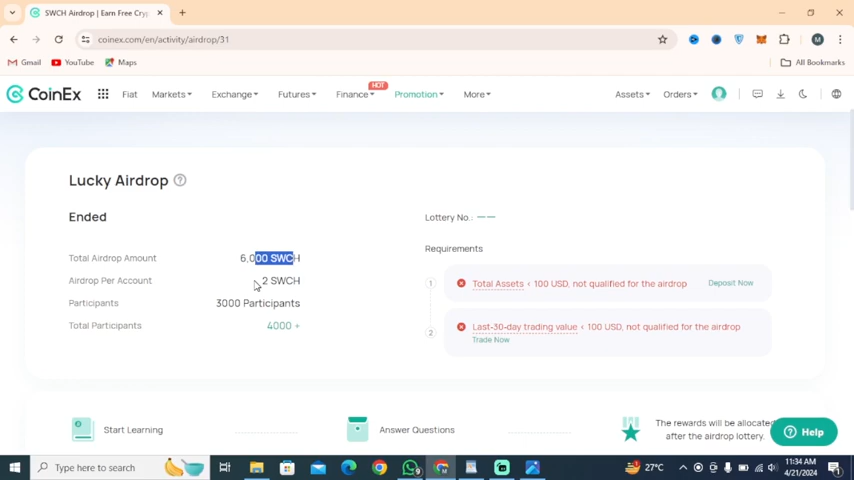 SWCH Airdrop | Earn Free Cryp
coinex.com/en/activity/airdrop/31
Gmail YouTube Maps All Bookmarks
HOT
CoinEx Fiat Markets Exchange Futures Finance Promotion More Assets Orders
Lucky Airdrop
Ended
Lottery No.: — —
Total Airdrop Amount 6,000 SWCH
Airdrop Per Account 2 SWCH
Participants 3000 Participants
Total Participants 4000 +
Requirements
1 Total Assets < 100 USD, not qualified for the airdrop Deposit Now
2 Last-30-day trading value < 100 USD, not qualified for the airdrop
Trade Now
Start Learning
Answer Questions
The rewards will be allocated
after the airdrop lottery.
Help
Type here to search
27°C
11:34 AM
4/21/2024